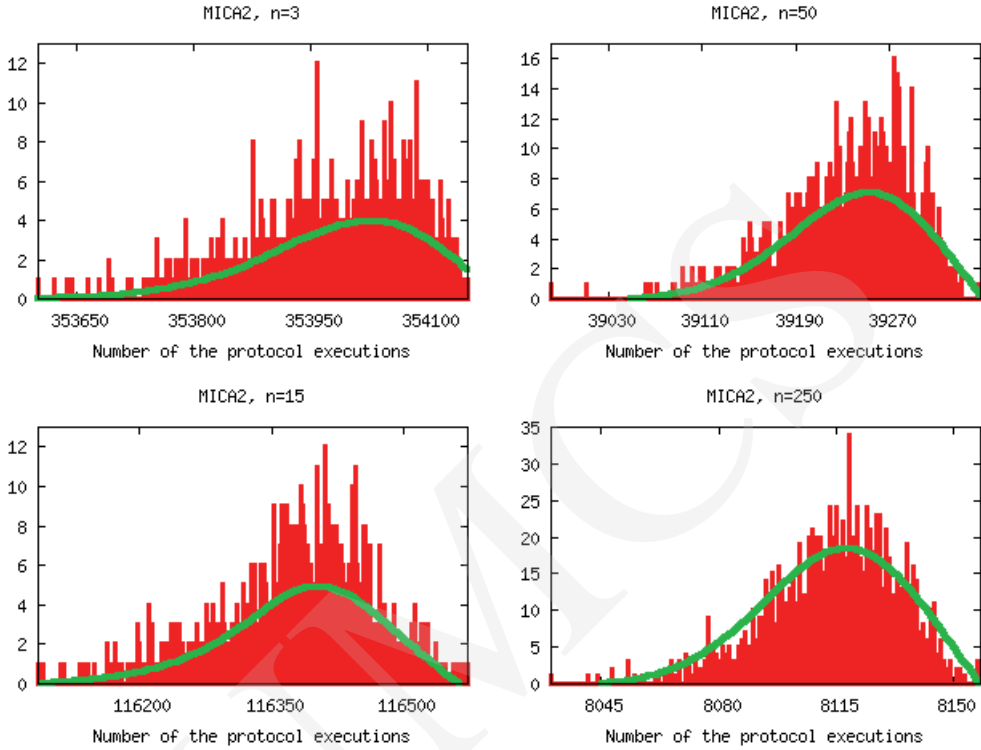 MICA2, n=3
12
10
8
6
4
2
0
353650 353800 353950 354100
Number of the protocol executions
MICA2, n=50
16
14
12
10
8
6
4
2
0
39030 39110 39190 39270
Number of the protocol executions
MICA2, n=15
12
10
8
6
4
2
0
116200 116350 116500
Number of the protocol executions
MICA2, n=250
35
30
25
20
15
10
5
0
8045 8080 8115 8150
Number of the protocol executions
UMCS